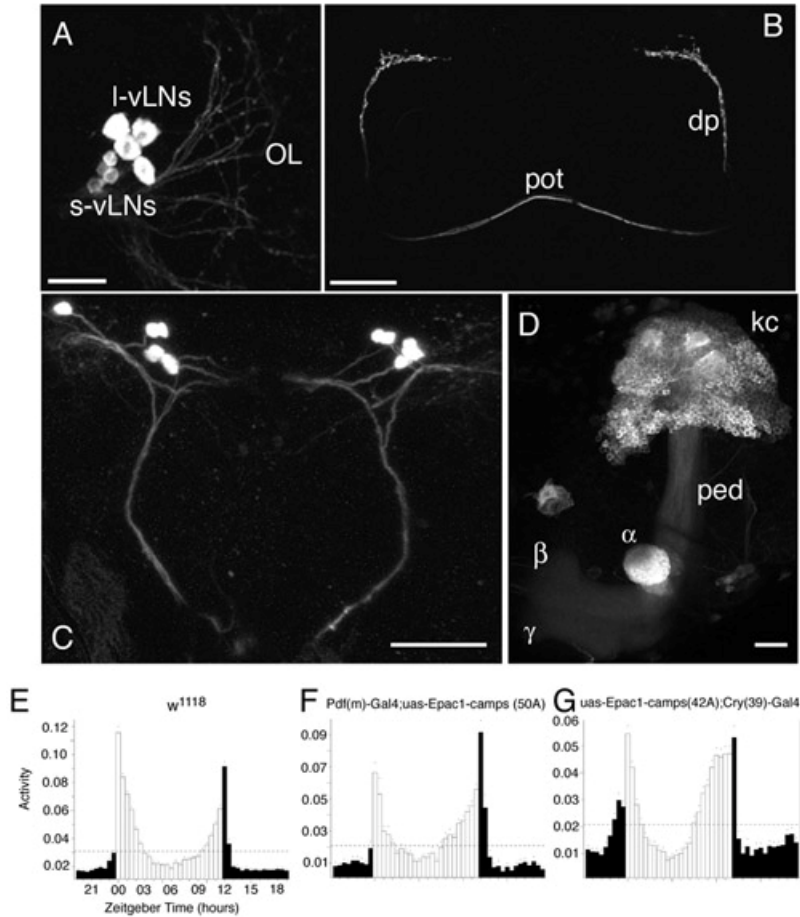 A
l-vLNs
OL
s-vLNs
B
dp
pot
C
D
kc
ped
α
β
γ
E
w1118
0.12
0.10
0.08
0.06
0.04
0.02
Activity
21 00 03 06 09 12 15 18
Zeitgeber Time (hours)
F
Pdf(m)-Gal4;uas-Epac1-camps (50A)
0.09
0.07
0.05
0.03
0.01
G
uas-Epac1-camps(42A);Cry(39)-Gal4
0.06
0.05
0.04
0.03
0.02
0.01